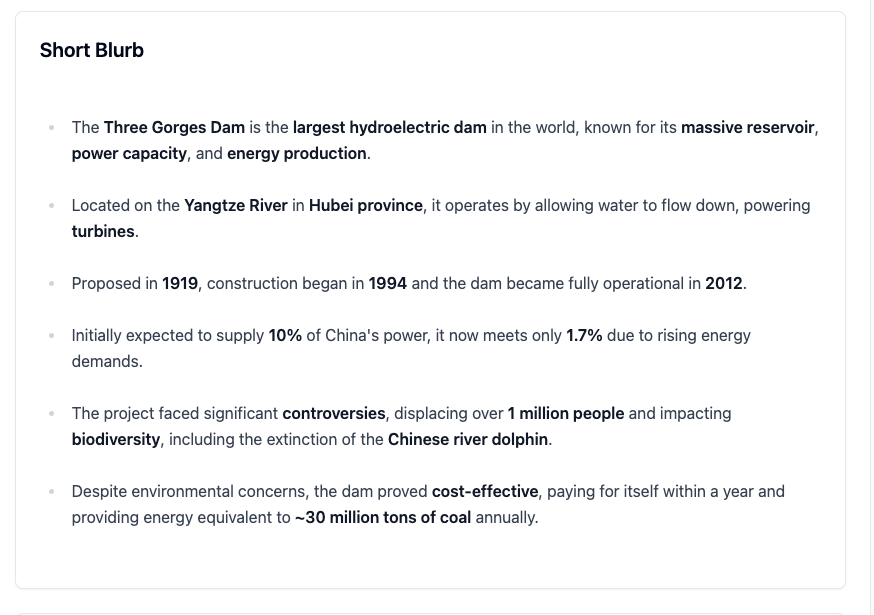 Short Blurb
The Three Gorges Dam is the largest hydroelectric dam in the world, known for its massive reservoir,
power capacity, and energy production.
Located on the Yangtze River in Hubei province, it operates by allowing water to flow down, powering
turbines.
Proposed in 1919, construction began in 1994 and the dam became fully operational in 2012.
Initially expected to supply 10% of China's power, it now meets only 1.7% due to rising energy
demands.
The project faced significant controversies, displacing over 1 million people and impacting
biodiversity, including the extinction of the Chinese river dolphin.
Despite environmental concerns, the dam proved cost-effective, paying for itself within a year and
providing energy equivalent to ~30 million tons of coal annually.